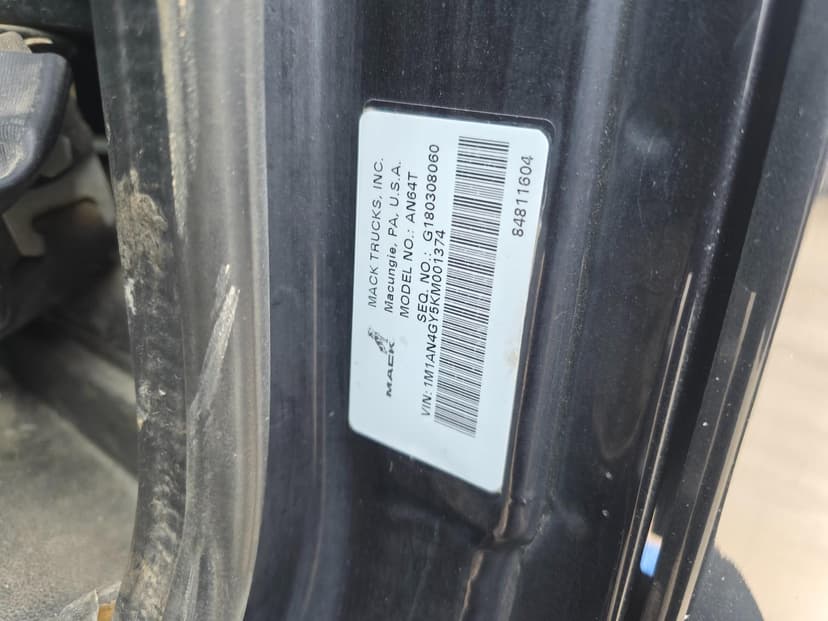 MACK
MACK TRUCKS, INC.
Macungie, PA, U.S.A.
MODEL NO.: AN64T
SEQ. NO.: G180308060
VIN: 1M1AN4GY5KM001374
84811604